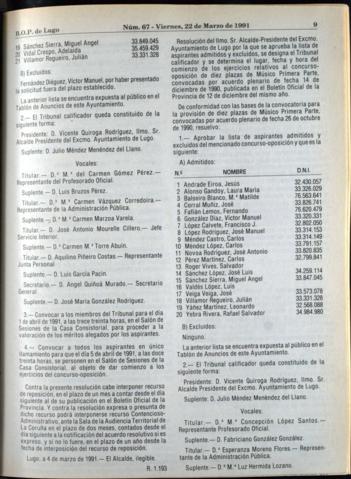 B.O.P. de Lugo
Núm. 67 - Viernes, 22 de Marzo de 1991
9
19 Sánchez Sierra, Miguel Angel 33.849.045
20 Vidal Crespo, Adelaida 35.459.429
21 Villamor Regueiro, Julián 33.331.328
B) Excluidos:
Fernández Diéguez, Víctor Manuel, por haber presentado
la solicitud fuera del plazo establecido.
La anterior lista se encuentra expuesta al público en el
Tablón de Anuncios de este Ayuntamiento.
2.— El Tribunal calificador queda constituido de la
siguiente forma:
Presidente: D. Vicente Quiroga Rodríguez, Ilmo. Sr.
Alcalde Presidente del Excmo. Ayuntamiento de Lugo.
Suplente: D. Julio Méndez Menéndez del Llano.
Vocales:
Titular.— D.ª M.ª del Carmen Gómez Pérez.—
Representante del Profesorado Oficial.
Suplente.— D. Luis Bruzos Pérez.
Titular.— D.ª M.ª Carmen Vázquez Corredoira.—
Representante de la Administración Pública.
Suplente.— D.ª M.ª Carmen Marzoa Varela.
Titular.— D. José Antonio Mourelle Cillero.— Jefe
Servicio Interior.
Suplente.— D.ª Carmen M.ª Torre Abuín.
Titular.— D. Aquilino Piñeiro Costas.— Representante
Junta Personal
Suplente.— D. Luis García Pacín.
Secretario.— D. Angel Quiñoá Murado.— Secretario
General.
Suplente.— D. José María González Rodríguez.
3.— Convocar a los miembros del Tribunal para el día
1 de abril de 1991, a las trece treinta horas, en el Salón de
Sesiones de la Casa Consistorial, para proceder a la
valoración de los méritos alegados por los aspirantes.
4.— Convocar a todos los aspirantes en único
llamamiento para que el día 5 de abril de 1991, a las doce
treinta horas, se personen en el Salón de Sesiones de la
Casa Consistorial, al objeto de dar comienzo a los
ejercicios del concurso-oposición.
Contra la presente resolución cabe interponer recurso
de reposición, en el plazo de un mes a contar desde el día
siguiente al de su publicación en el Boletín Oficial de la
Provincia. Y contra la resolución expresa o presunta de
dicho recurso podrá interponerse recurso Contencioso-
Administrativo, ante la Sala de la Audiencia Territorial de
La Coruña en el plazo de dos meses, contados desde el
día siguiente a la notificación del acuerdo resolutivo si es
expreso, y si no lo fuere, en el plazo de un año desde la
fecha de interposición del recurso de reposición.
Lugo, a 4 de marzo de 1991.— El Alcalde, ilegible.
R. 1.193
Resolución del Ilmo. Sr. Alcalde-Presidente del Excmo.
Ayuntamiento de Lugo por la que se aprueba la lista de
aspirantes admitidos y excluidos, se designa el Tribunal
calificador y se determina el lugar, fecha y hora del
comienzo de los ejercicios relativo al concurso-
oposición de diez plazas de Músico Primera Parte,
convocadas por acuerdo plenario de fecha 14 de
diciembre de 1990, publicada en el Boletín Oficial de la
Provincia de 12 de diciembre del mismo año.
De conformidad con las bases de la convocatoria para
la provisión de diez plazas de Músico Primera Parte,
convocadas por acuerdo plenario de fecha 26 de octubre
de 1990, resuelvo:
1.— Aprobar la lista de aspirantes admitidos y
excluidos del mencionado concurso-oposición y que es la
siguiente:
A) Admitidos:
N.º NOMBRE D.N.I.
1 Andrade Eiroa, Jesús 32.430.057
2 Alonso Gandoy, Laura María 33.326.029
3 Baloeiro Blanco, M.ª Matilde 76.563.641
4 Corral Muñoz, José 33.826.741
5 Fafián Lemos, Fernando 76.620.479
6 González Díaz, Víctor Manuel 33.320.331
7 López Calvete, Francisco J. 32.802.050
8 López Rodríguez, José Manuel 33.314.153
9 Méndez Castro, Carlos 33.314.149
10 Méndez López, Carlos 33.791.157
11 Novoa Rodríguez, José Antonio 33.820.835
12 Pérez Martínez, Carlos 32.799.841
13 Roger Vives, Salvador
14 Sánchez López, José Luis 34.259.114
15 Sánchez Sierra, Miguel Angel 33.847.045
16 Valdés López, Luis
17 Veiga Veiga, José 33.573.078
18 Villamor Regueiro, Julián 33.331.328
19 Yáñez Martínez, Leonardo 32.568.088
20 Yebra Rivera, Rafael Salvador 34.984.980
B) Excluidos:
Ninguno.
La anterior lista se encuentra expuesta al público en el
Tablón de Anuncios de este Ayuntamiento.
2.— El Tribunal calificador queda constituido de la
siguiente forma:
Presidente: D. Vicente Quiroga Rodríguez, Ilmo. Sr.
Alcalde Presidente del Excmo. Ayuntamiento de Lugo.
Suplente: D. Julio Méndez Menéndez del Llano.
Vocales:
Titular.— D.ª M.ª Concepción López Santos.—
Representante Profesorado Oficial.
Suplente.— D. Fabriciano González González.
Titular.— D.ª Esperanza Moreno Flores.— Represen-
tante de la Administración Pública.
Suplente.— D.ª M.ª Luz Hermida Lozano.